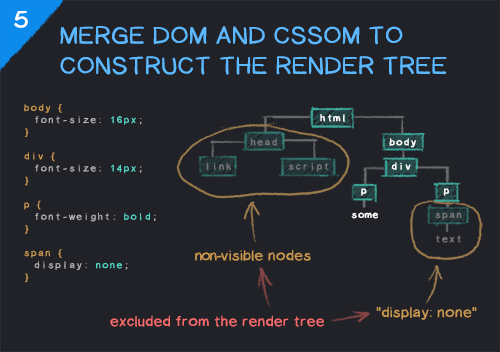 5
MERGE DOM AND CSSOM TO
CONSTRUCT THE RENDER TREE
body {
font-size: 16px;
}
div {
font-size: 14px;
}
p {
font-weight: bold;
}
span {
display: none;
}
html
head
body
link
script
div
p
p
some
span
text
non-visible nodes
"display: none"
excluded from the render tree